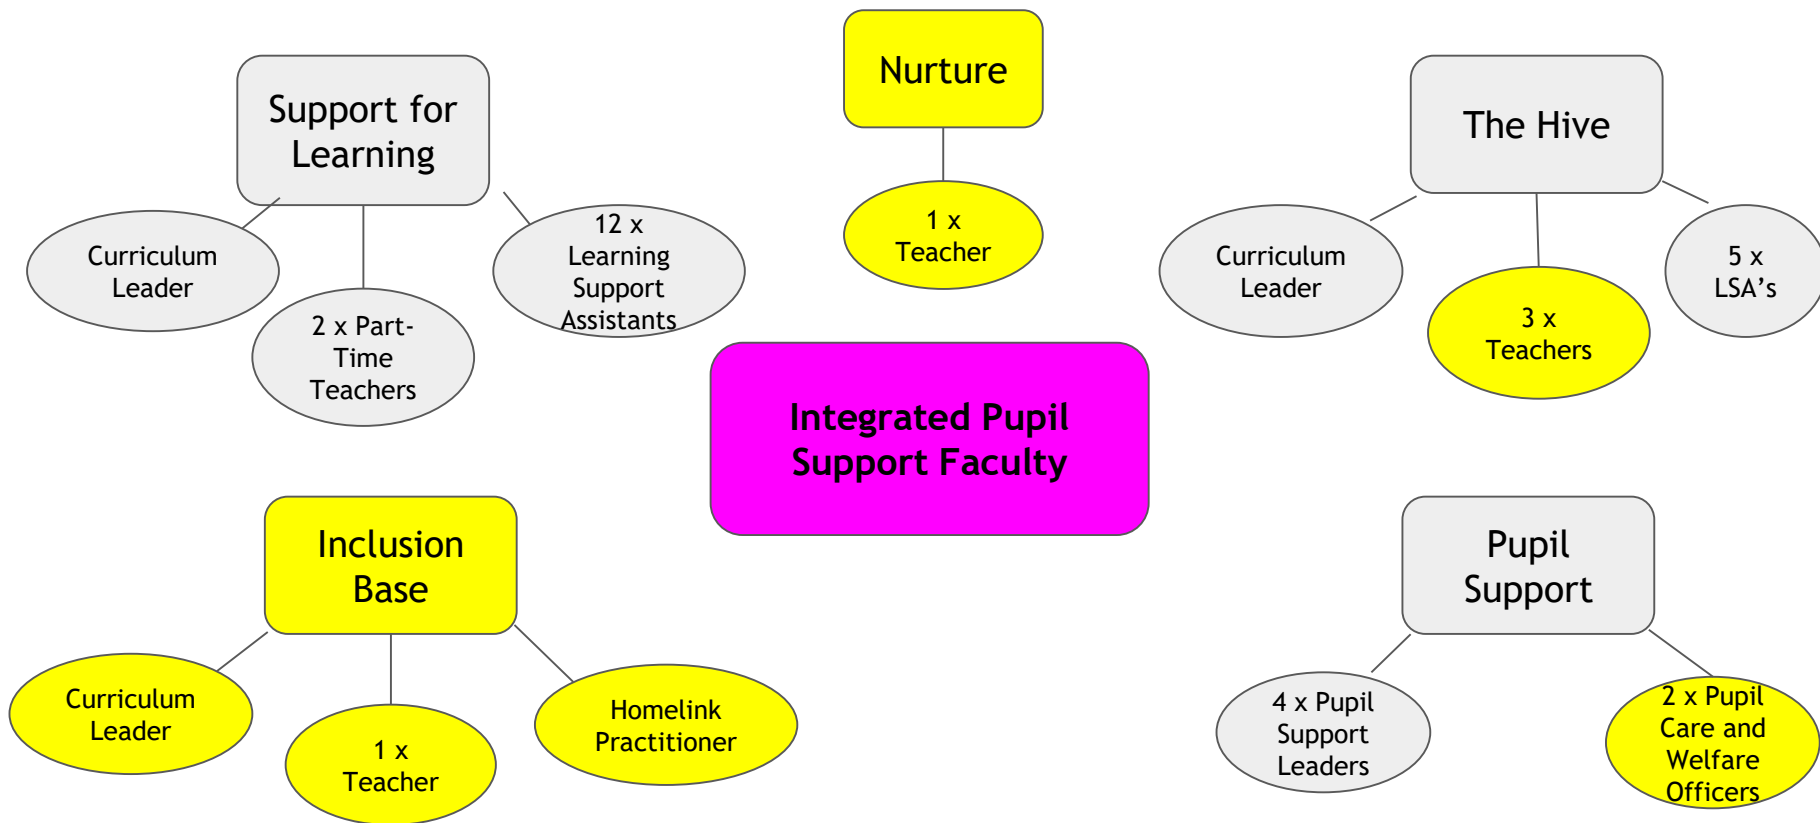 Nurture
1 x
Teacher
Support for
Learning
Curriculum
Leader
2 x Part-
Time
Teachers
12 x
Learning
Support
Assistants
The Hive
Curriculum
Leader
3 x
Teachers
5 x
LSA’s
Integrated Pupil
Support Faculty
Inclusion
Base
Curriculum
Leader
1 x
Teacher
Homelink
Practitioner
Pupil
Support
4 x Pupil
Support
Leaders
2 x Pupil
Care and
Welfare
Officers